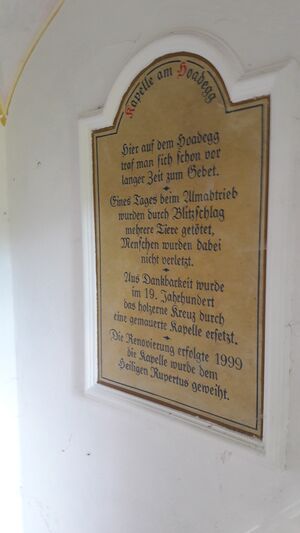 Kapelle am Hoadegg
Hier auf dem Hoadegg
traf man sich schon vor
langer Zeit zum Gebet.
Eines Tages beim Almabtrieb
wurden durch Blitzschlag
mehrere Tiere getötet,
Menschen wurden dabei
nicht verletzt.
Aus Dankbarkeit wurde
im 19. Jahrhundert
das holzerne Kreuz durch
eine gemauerte Kapelle ersetzt.
Die Renovierung erfolgte 1999
die Kapelle wurde dem
Heiligen Rupertus geweiht.